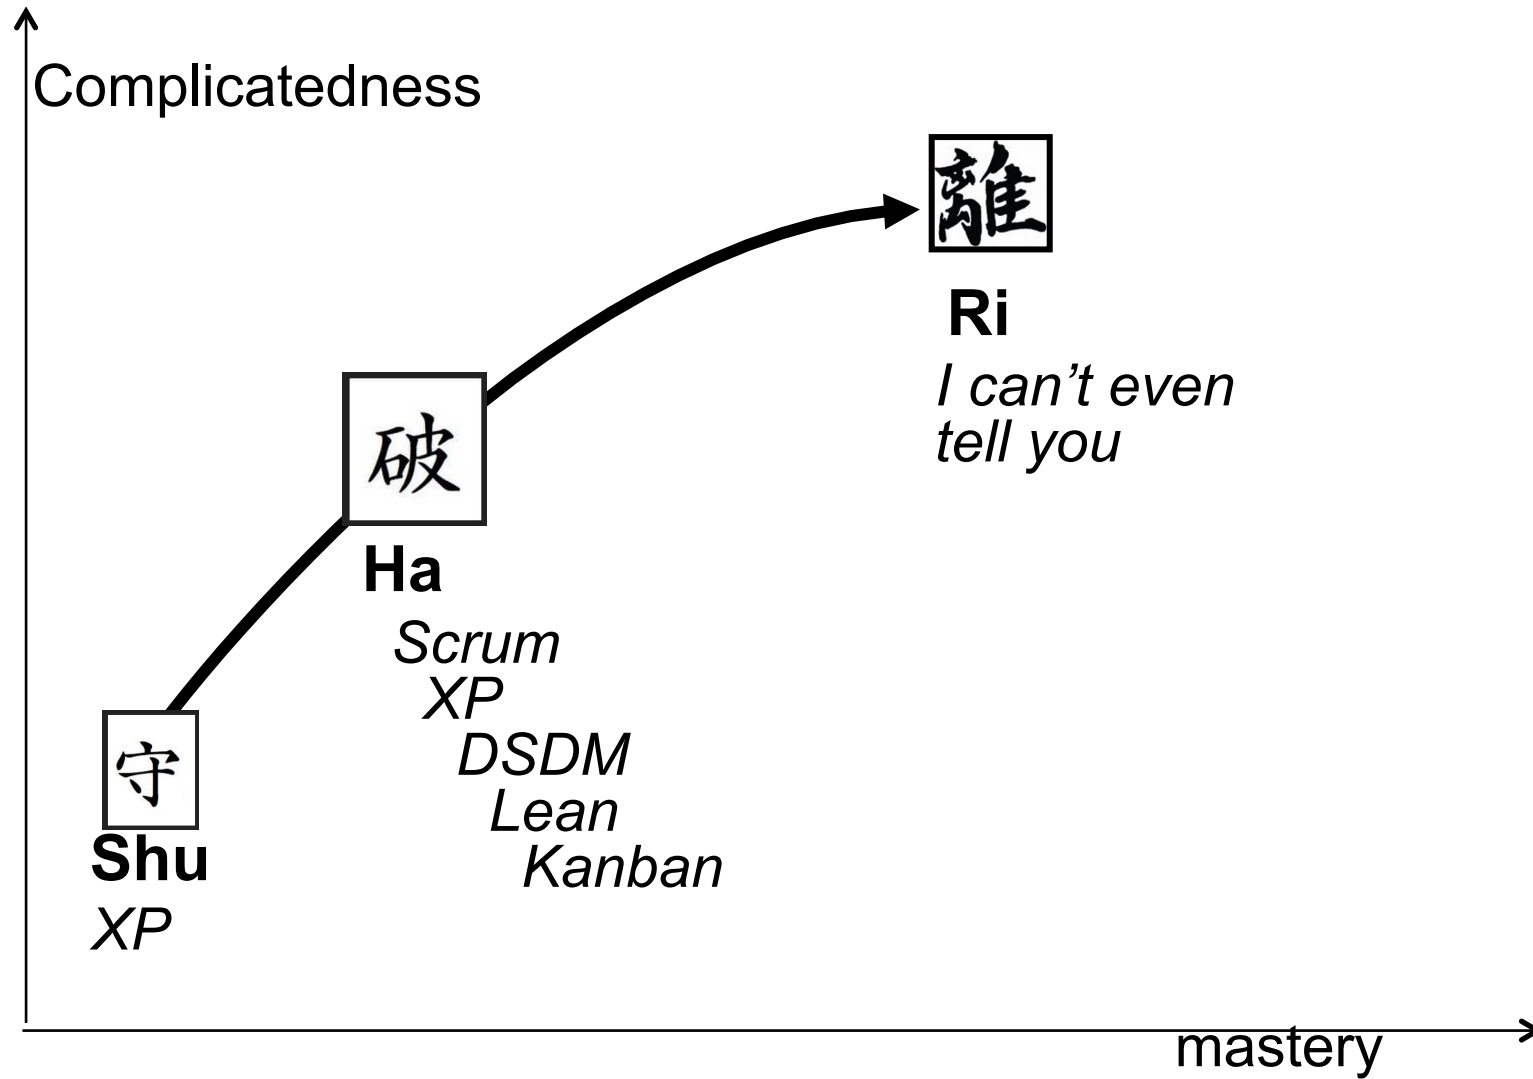 Complicatedness
離
Ri
I can’t even
tell you
破
Ha
Scrum
XP
DSDM
Lean
Kanban
守
Shu
XP
mastery